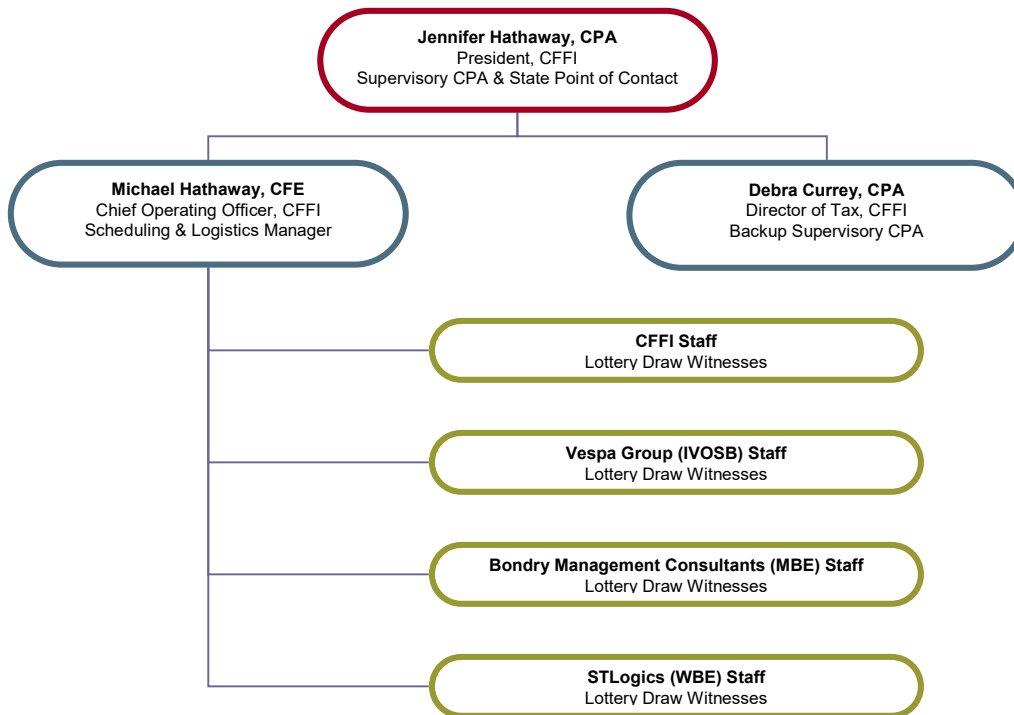 Jennifer Hathaway, CPA
President, CFFI
Supervisory CPA & State Point of Contact
Michael Hathaway, CFE
Chief Operating Officer, CFFI
Scheduling & Logistics Manager
Debra Currey, CPA
Director of Tax, CFFI
Backup Supervisory CPA
CFFI Staff
Lottery Draw Witnesses
Vespa Group (IVOSB) Staff
Lottery Draw Witnesses
Bondry Management Consultants (MBE) Staff
Lottery Draw Witnesses
STLogics (WBE) Staff
Lottery Draw Witnesses